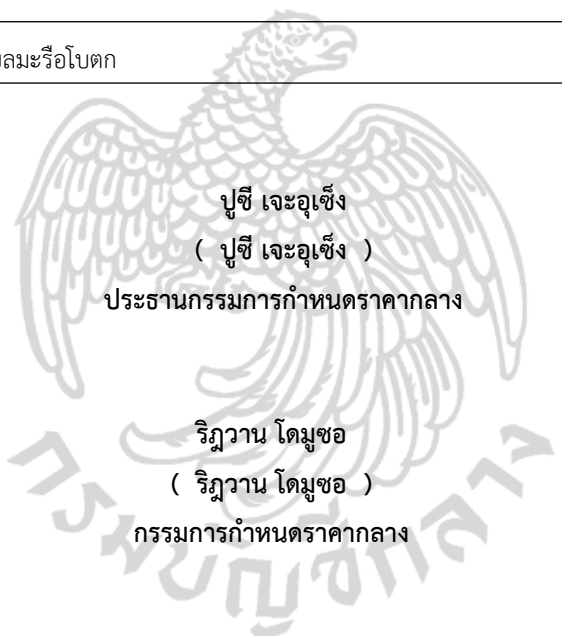 ลมะรือโบตก
ปูซี เจะอุเซ็ง
( ปูซี เจะอุเซ็ง )
ประธานกรรมการกำหนดราคากลาง
ริฎวาน โดมูซอ
( ริฎวาน โดมูซอ )
กรรมการกำหนดราคากลาง
กรมบัญชีกลาง